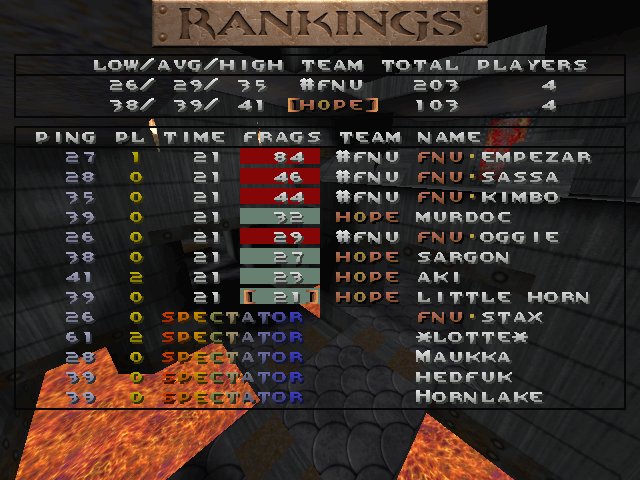 RANKINGS
LOW/AVG/HIGH TEAM TOTAL PLAYERS
26/ 29/ 35 #FNU 203 4
38/ 39/ 41 [HOPE] 103 4
PING PL TIME FRAGS TEAM NAME
27 1 21 84 #FNU FNU·EMPEZAR
28 0 21 46 #FNU FNU·SASSA
35 0 21 44 #FNU FNU·KIMBO
39 0 21 32 HOPE MURDOC
26 0 21 29 #FNU FNU·OGGIE
38 0 21 27 HOPE SARGON
41 2 21 23 HOPE AKI
39 0 21 [ 21] HOPE LITTLE HORN
26 0 SPECTATOR FNU·STAX
61 2 SPECTATOR *LOTTE*
28 0 SPECTATOR MAUKKA
39 0 SPECTATOR HEDFUK
39 0 SPECTATOR HORNLAKE